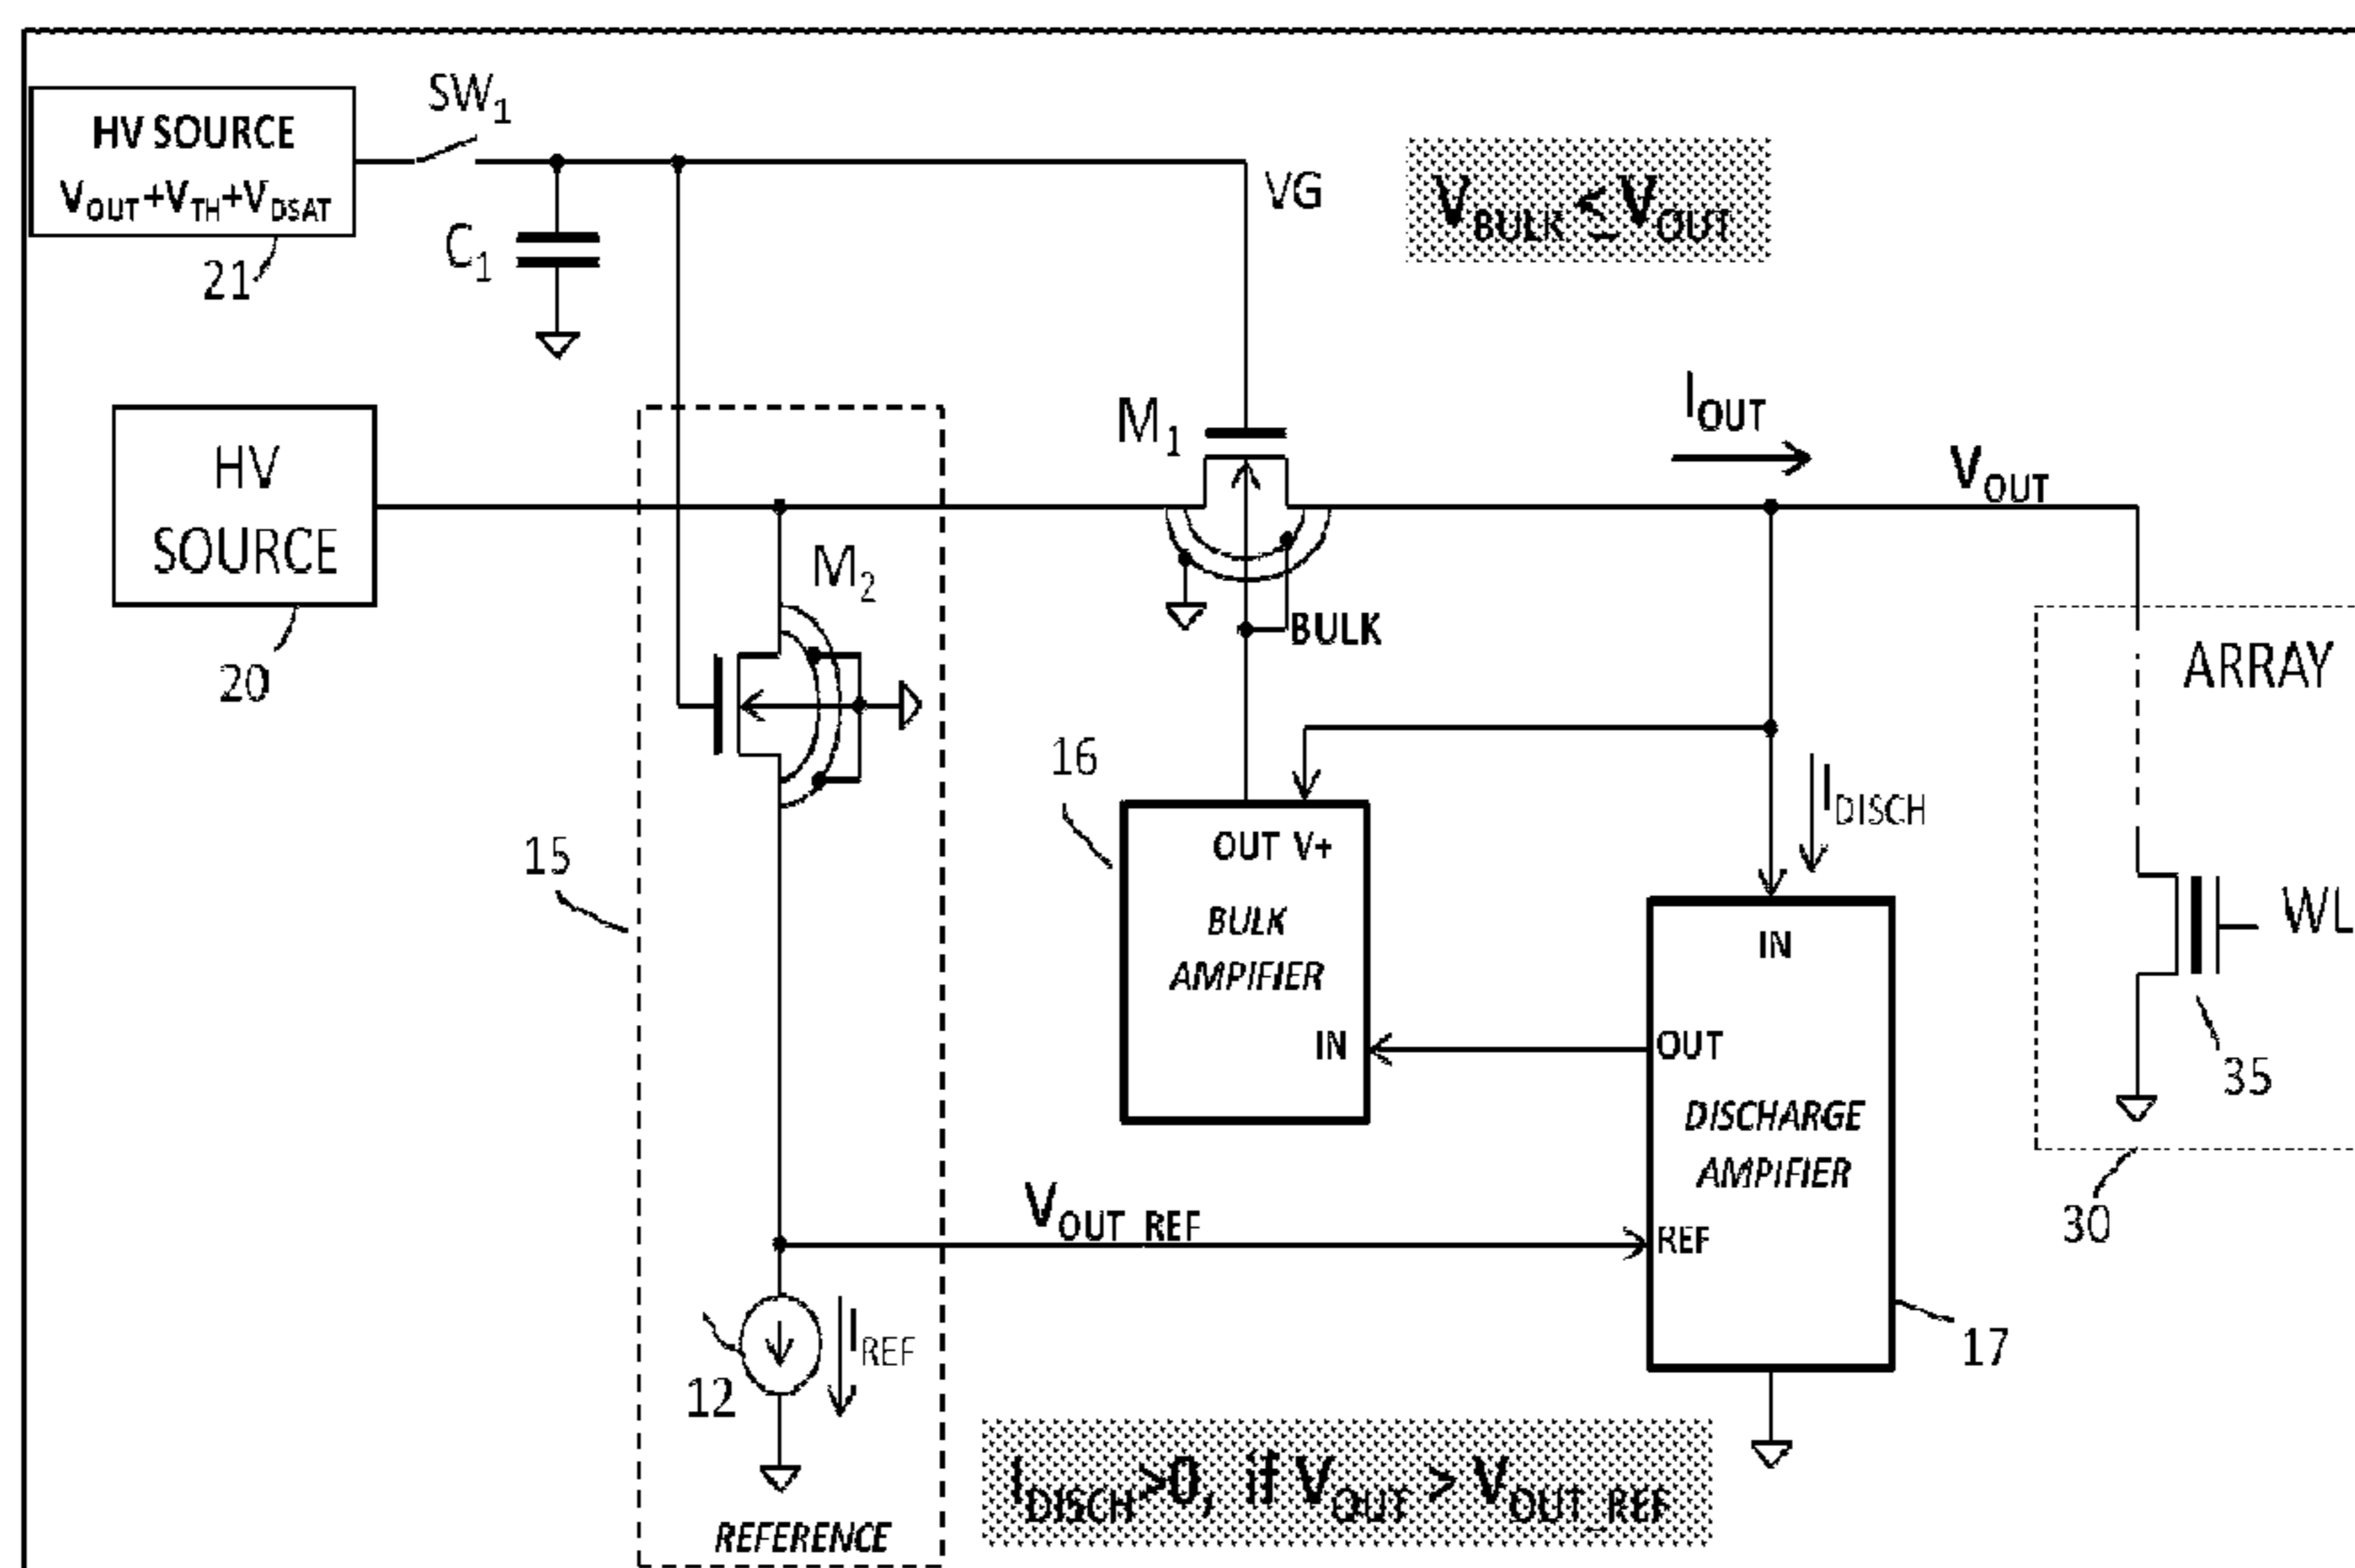 SW1
HV SOURCE
VOUT+VTH+VDSAT
21
C1
VG
VBULK ≤ VOUT
HV
SOURCE
20
M1
IOUT
VOUT
M2
BULK
ARRAY
16
IDISCH
15
OUT V+
BULK
AMPIFIER
IN
IN
OUT
DISCHARGE
AMPIFIER
REF
WL
35
30
VOUT_REF
17
IREF
12
REFERENCE
IDISCH>0, if VOUT > VOUT_REF